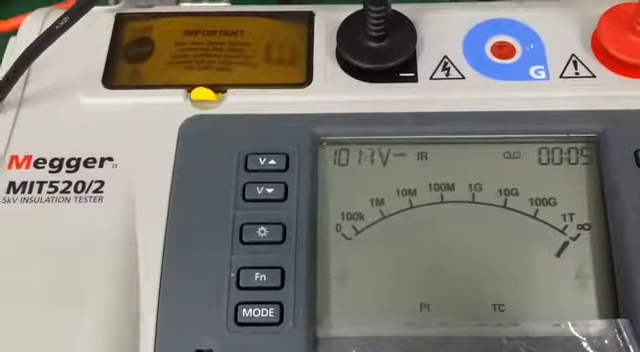 IMPORTANT
G
Megger
MIT520/2
5kV INSULATION TESTER
V▲
V▼
Fn
MODE
1017V IR 00:05
0 100k 1M 10M 100M 1G 10G 100G 1T ∞
PI TC